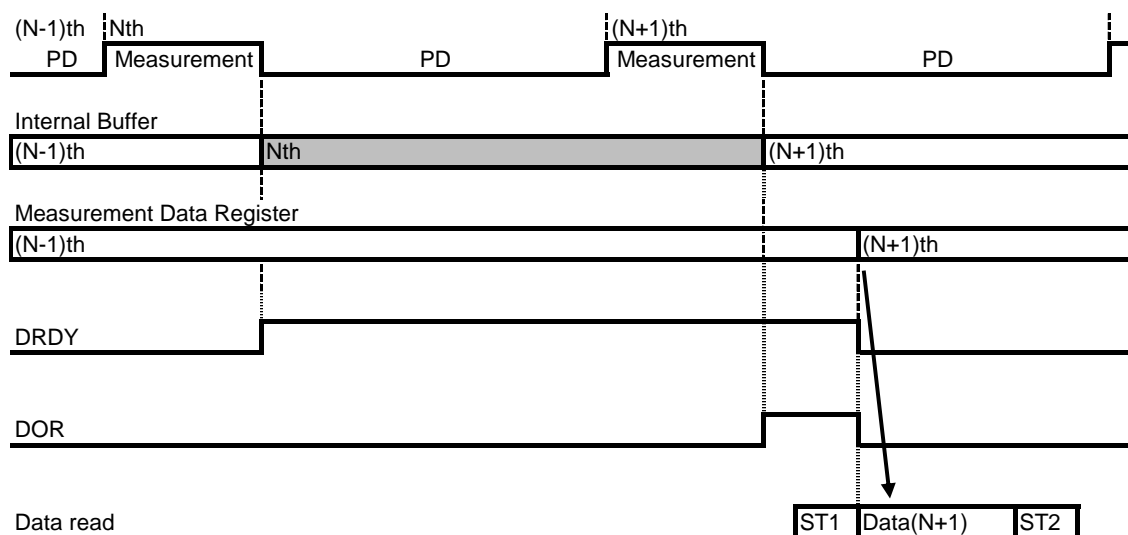 (N-1)th Nth (N+1)th
PD Measurement PD Measurement PD
Internal Buffer
(N-1)th Nth (N+1)th
Measurement Data Register
(N-1)th (N+1)th
DRDY
DOR
Data read ST1 Data(N+1) ST2